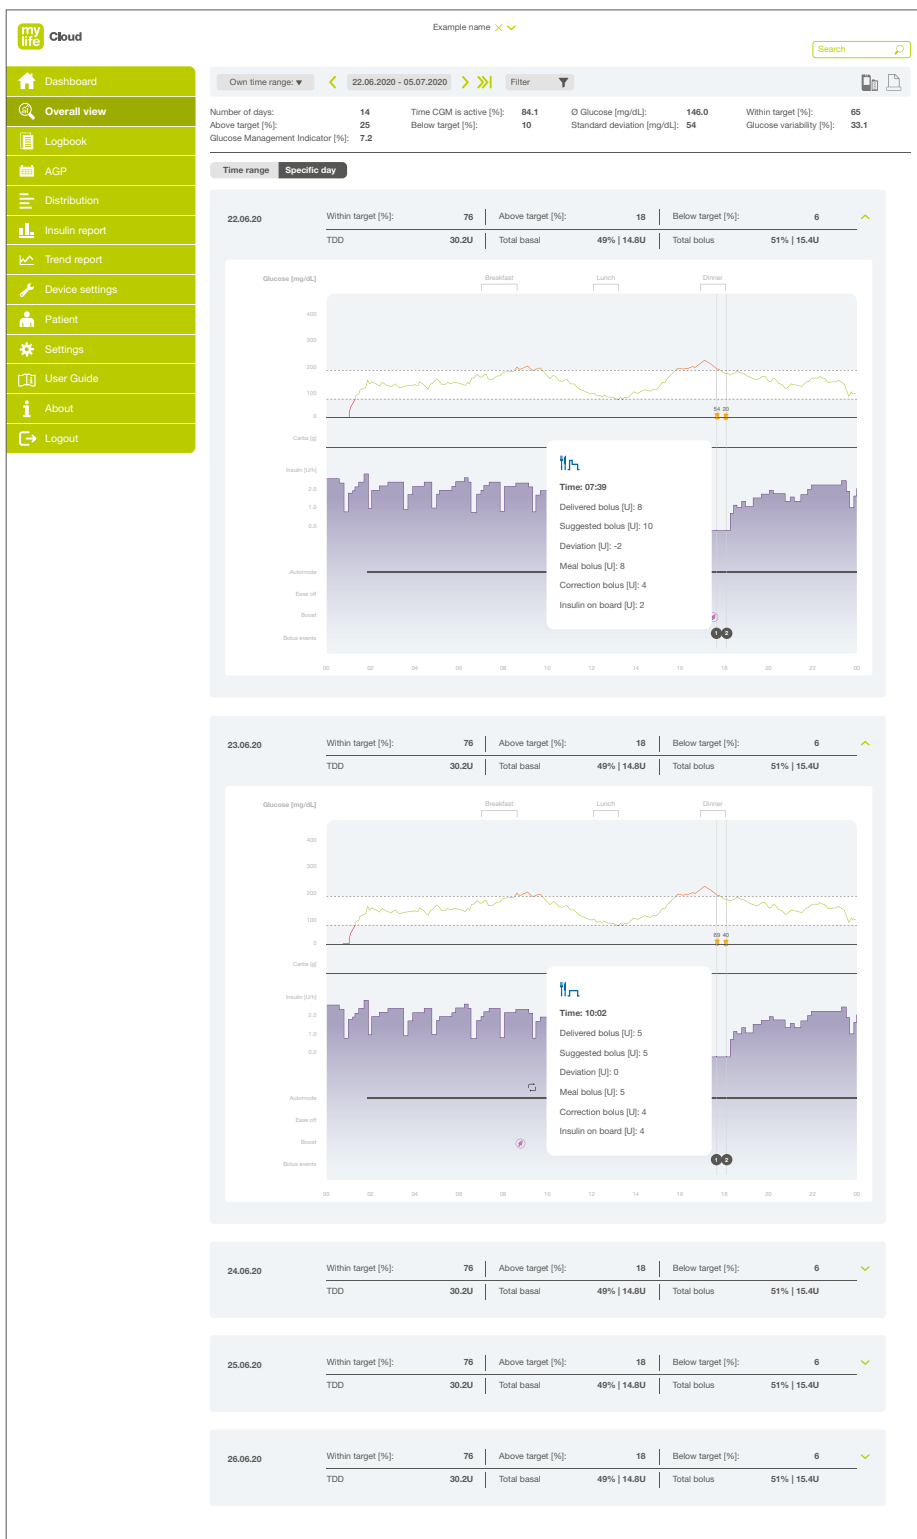 my
life Cloud
Example name
Search
Dashboard
Overall view
Logbook
AGP
Distribution
Insulin report
Trend report
Device settings
Patient
Settings
User Guide
About
Logout
Own time range: 22.06.2020 - 05.07.2020 Filter
Number of days: 14 Time CGM is active [%]: 84.1 Ø Glucose [mg/dL]: 146.0 Within target [%]: 65
Above target [%]: 25 Below target [%]: 10 Standard deviation [mg/dL]: 54 Glucose variability [%]: 33.1
Glucose Management Indicator [%]: 7.2
Time range Specific day
22.06.20 Within target [%]: 76 Above target [%]: 18 Below target [%]: 6
TDD 30.2U Total basal 49% | 14.8U Total bolus 51% | 15.4U
Glucose [mg/dL] Breakfast Lunch Dinner
400
300
200
100
54 20
0
Carbs [g]
Insulin [U/h]
2.0
1.0
0.0
Time: 07:39
Delivered bolus [U]: 8
Suggested bolus [U]: 10
Deviation [U]: -2
Meal bolus [U]: 8
Correction bolus [U]: 4
Insulin on board [U]: 2
Automode
Ease off
Boost
Bolus events 1 2
00 02 04 06 08 10 12 14 16 18 20 22 00
23.06.20 Within target [%]: 76 Above target [%]: 18 Below target [%]: 6
TDD 30.2U Total basal 49% | 14.8U Total bolus 51% | 15.4U
Glucose [mg/dL] Breakfast Lunch Dinner
400
300
200
100
69 40
0
Carbs [g]
Insulin [U/h]
2.0
1.0
0.0
Time: 10:02
Delivered bolus [U]: 5
Suggested bolus [U]: 5
Deviation [U]: 0
Meal bolus [U]: 5
Correction bolus [U]: 4
Insulin on board [U]: 4
Automode
Ease off
Boost
Bolus events 1 2
00 02 04 06 08 10 12 14 16 18 20 22 00
24.06.20 Within target [%]: 76 Above target [%]: 18 Below target [%]: 6
TDD 30.2U Total basal 49% | 14.8U Total bolus 51% | 15.4U
25.06.20 Within target [%]: 76 Above target [%]: 18 Below target [%]: 6
TDD 30.2U Total basal 49% | 14.8U Total bolus 51% | 15.4U
26.06.20 Within target [%]: 76 Above target [%]: 18 Below target [%]: 6
TDD 30.2U Total basal 49% | 14.8U Total bolus 51% | 15.4U